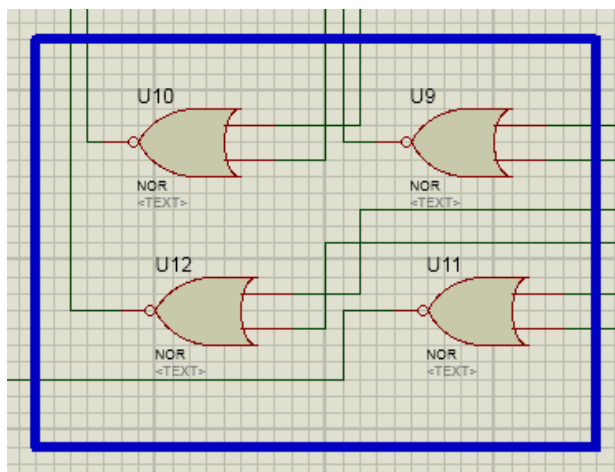 U10
NOR
<TEXT>
U9
NOR
<TEXT>
U12
NOR
<TEXT>
U11
NOR
<TEXT>